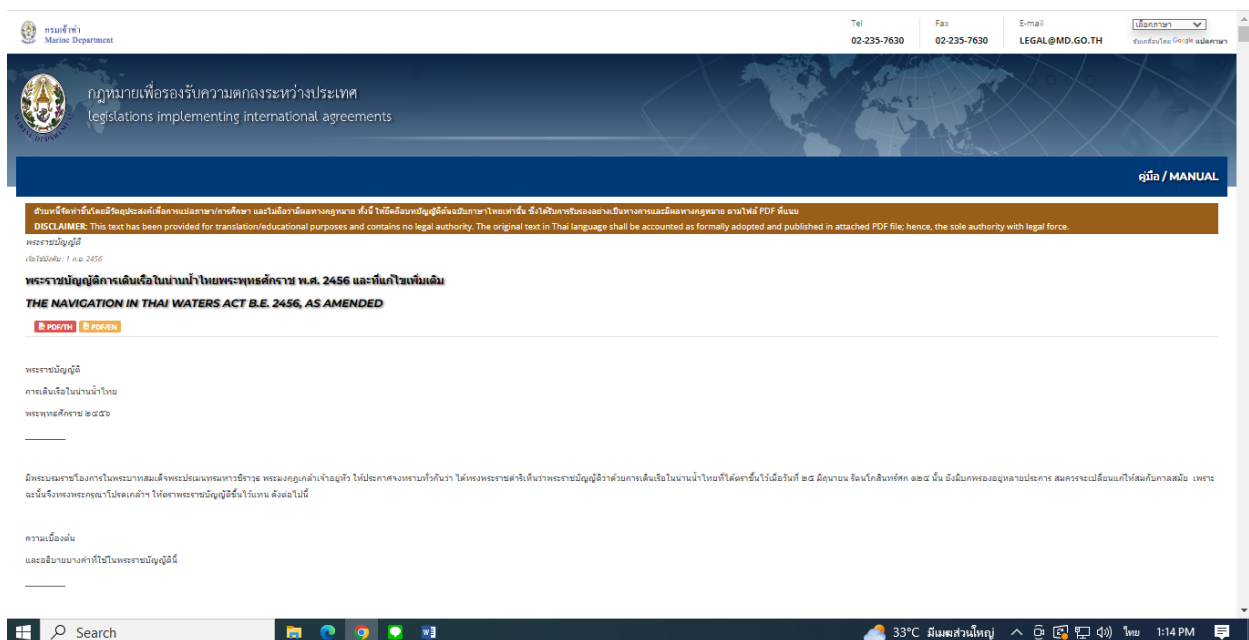 กรมเจ้าท่า
Marine Department
Tel
02-235-7630
Fax
02-235-7630
E-mail
LEGAL@MD.GO.TH
เลือกภาษา
ขับเคลื่อนโดย Google แปลภาษา
กฎหมายเพื่อรองรับความตกลงระหว่างประเทศ
legislations implementing international agreements
คู่มือ / MANUAL
ตัวบทนี้จัดทำขึ้นโดยมีวัตถุประสงค์เพื่อการแปลภาษา/การศึกษา และไม่ถือว่ามีผลทางกฎหมาย ทั้งนี้ ให้ยึดถือบทบัญญัติต้นฉบับภาษาไทยเท่านั้น ซึ่งได้รับการรับรองอย่างเป็นทางการและมีผลทางกฎหมาย ตามไฟล์ PDF ที่แนบ
DISCLAIMER: This text has been provided for translation/educational purposes and contains no legal authority. The original text in Thai language shall be accounted as formally adopted and published in attached PDF file; hence, the sole authority with legal force.
พระราชบัญญัติ
เริ่มใช้บังคับ : 1 ก.ย. 2456
พระราชบัญญัติการเดินเรือในน่านน้ำไทยพระพุทธศักราช พ.ศ. 2456 และที่แก้ไขเพิ่มเติม
THE NAVIGATION IN THAI WATERS ACT B.E. 2456, AS AMENDED
PDF/TH PDF/EN
พระราชบัญญัติ
การเดินเรือในน่านน้ำไทย
พระพุทธศักราช ๒๔๕๖
มีพระบรมราชโองการในพระบาทสมเด็จพระปรเมนทรมหาวชิราวุธ พระมงกุฎเกล้าเจ้าอยู่หัว ให้ประกาศจงทราบทั่วกันว่า ได้ทรงพระราชดำริเห็นว่าพระราชบัญญัติว่าด้วยการเดินเรือในน่านน้ำไทยที่ได้ตราขึ้นไว้เมื่อวันที่ ๒๕ มิถุนายน รัตนโกสินทร์ศก ๑๒๔ นั้น ยังมีบกพร่องอยู่หลายประการ สมควรจะเปลี่ยนแก้ให้สมกับกาลสมัย เพราะ
ฉะนั้นจึงทรงพระกรุณาโปรดเกล้าฯ ให้ตราพระราชบัญญัติขึ้นไว้แทน ดังต่อไปนี้
ความเบื้องต้น
และอธิบายบางคำที่ใช้ในพระราชบัญญัตินี้
Search
33°C มีเมฆส่วนใหญ่
ไทย
1:14 PM